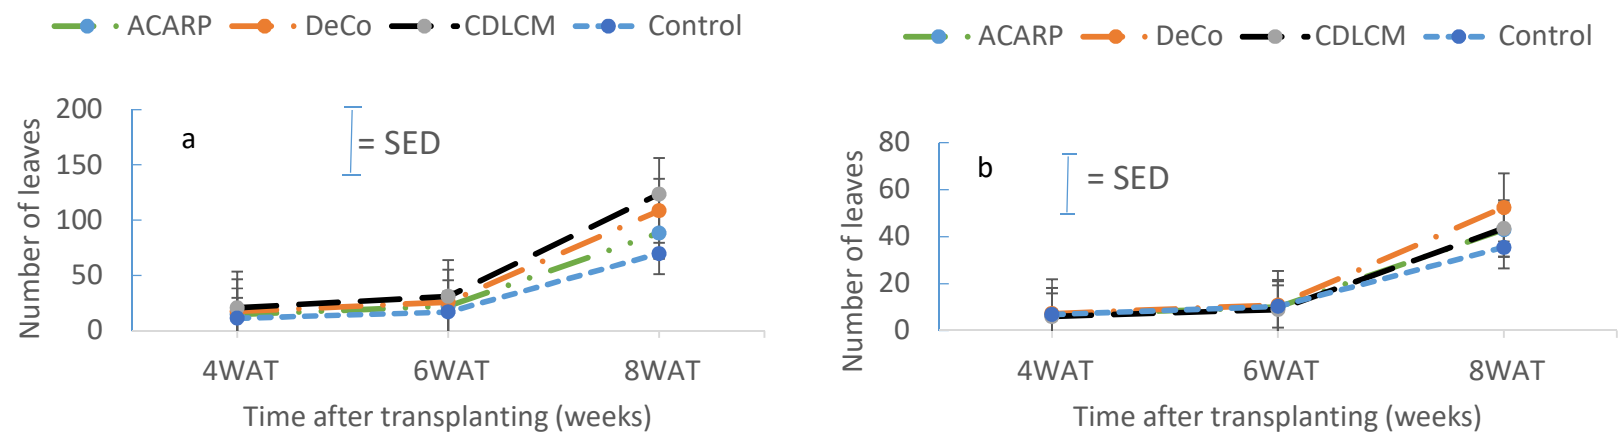 ACARP DeCo CDLCM Control
200
150
100
50
0
Number of leaves
a
= SED
4WAT 6WAT 8WAT
Time after transplanting (weeks)
ACARP DeCo CDLCM Control
80
60
40
20
0
Number of leaves
b
= SED
4WAT 6WAT 8WAT
Time after transplanting (weeks)